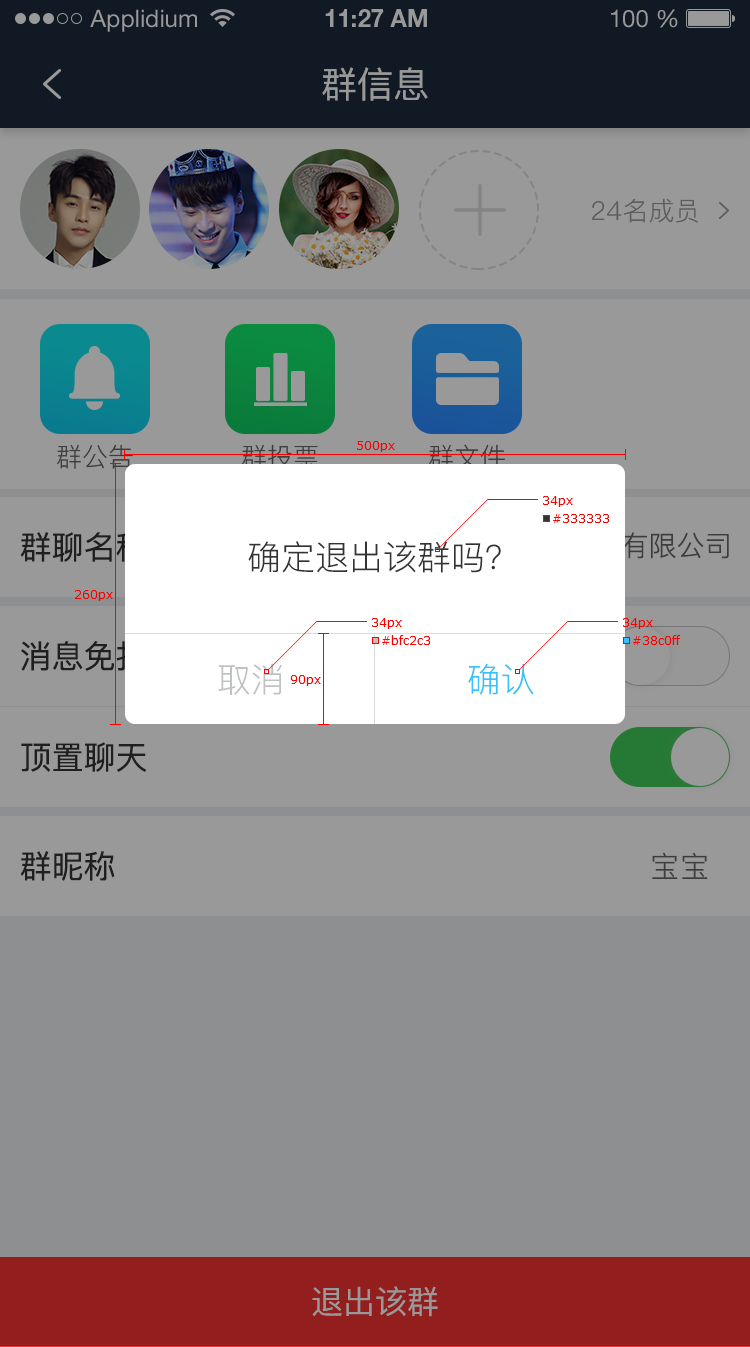 Applidium 11:27 AM 100 %
群信息
24名成员
群公告 群投票 群文件
500px
34px
#333333
群聊名称 确定退出该群吗? 有限公司
260px
34px 34px
#bfc2c3 #38c0ff
消息免 取消 90px 确认
顶置聊天
群昵称 宝宝
退出该群